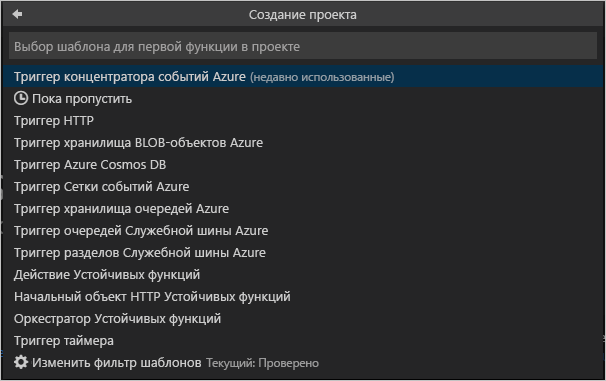 Создание проекта
Выбор шаблона для первой функции в проекте
Триггер концентратора событий Azure (недавно использованные)
Пока пропустить
Триггер HTTP
Триггер хранилища BLOB-объектов Azure
Триггер Azure Cosmos DB
Триггер Сетки событий Azure
Триггер хранилища очередей Azure
Триггер очередей Служебной шины Azure
Триггер разделов Служебной шины Azure
Действие Устойчивых функций
Начальный объект HTTP Устойчивых функций
Оркестратор Устойчивых функций
Триггер таймера
Изменить фильтр шаблонов Текущий: Проверено